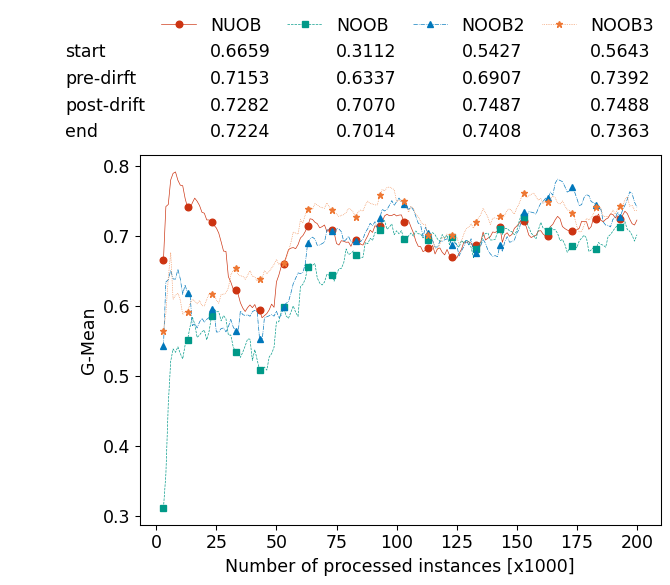 NUOB NOOB NOOB2 NOOB3
start 0.6659 0.3112 0.5427 0.5643
pre-dirft 0.7153 0.6337 0.6907 0.7392
post-drift 0.7282 0.7070 0.7487 0.7488
end 0.7224 0.7014 0.7408 0.7363
0.8
0.7
0.6
0.5
0.4
0.3
G-Mean
0 25 50 75 100 125 150 175 200
Number of processed instances [x1000]